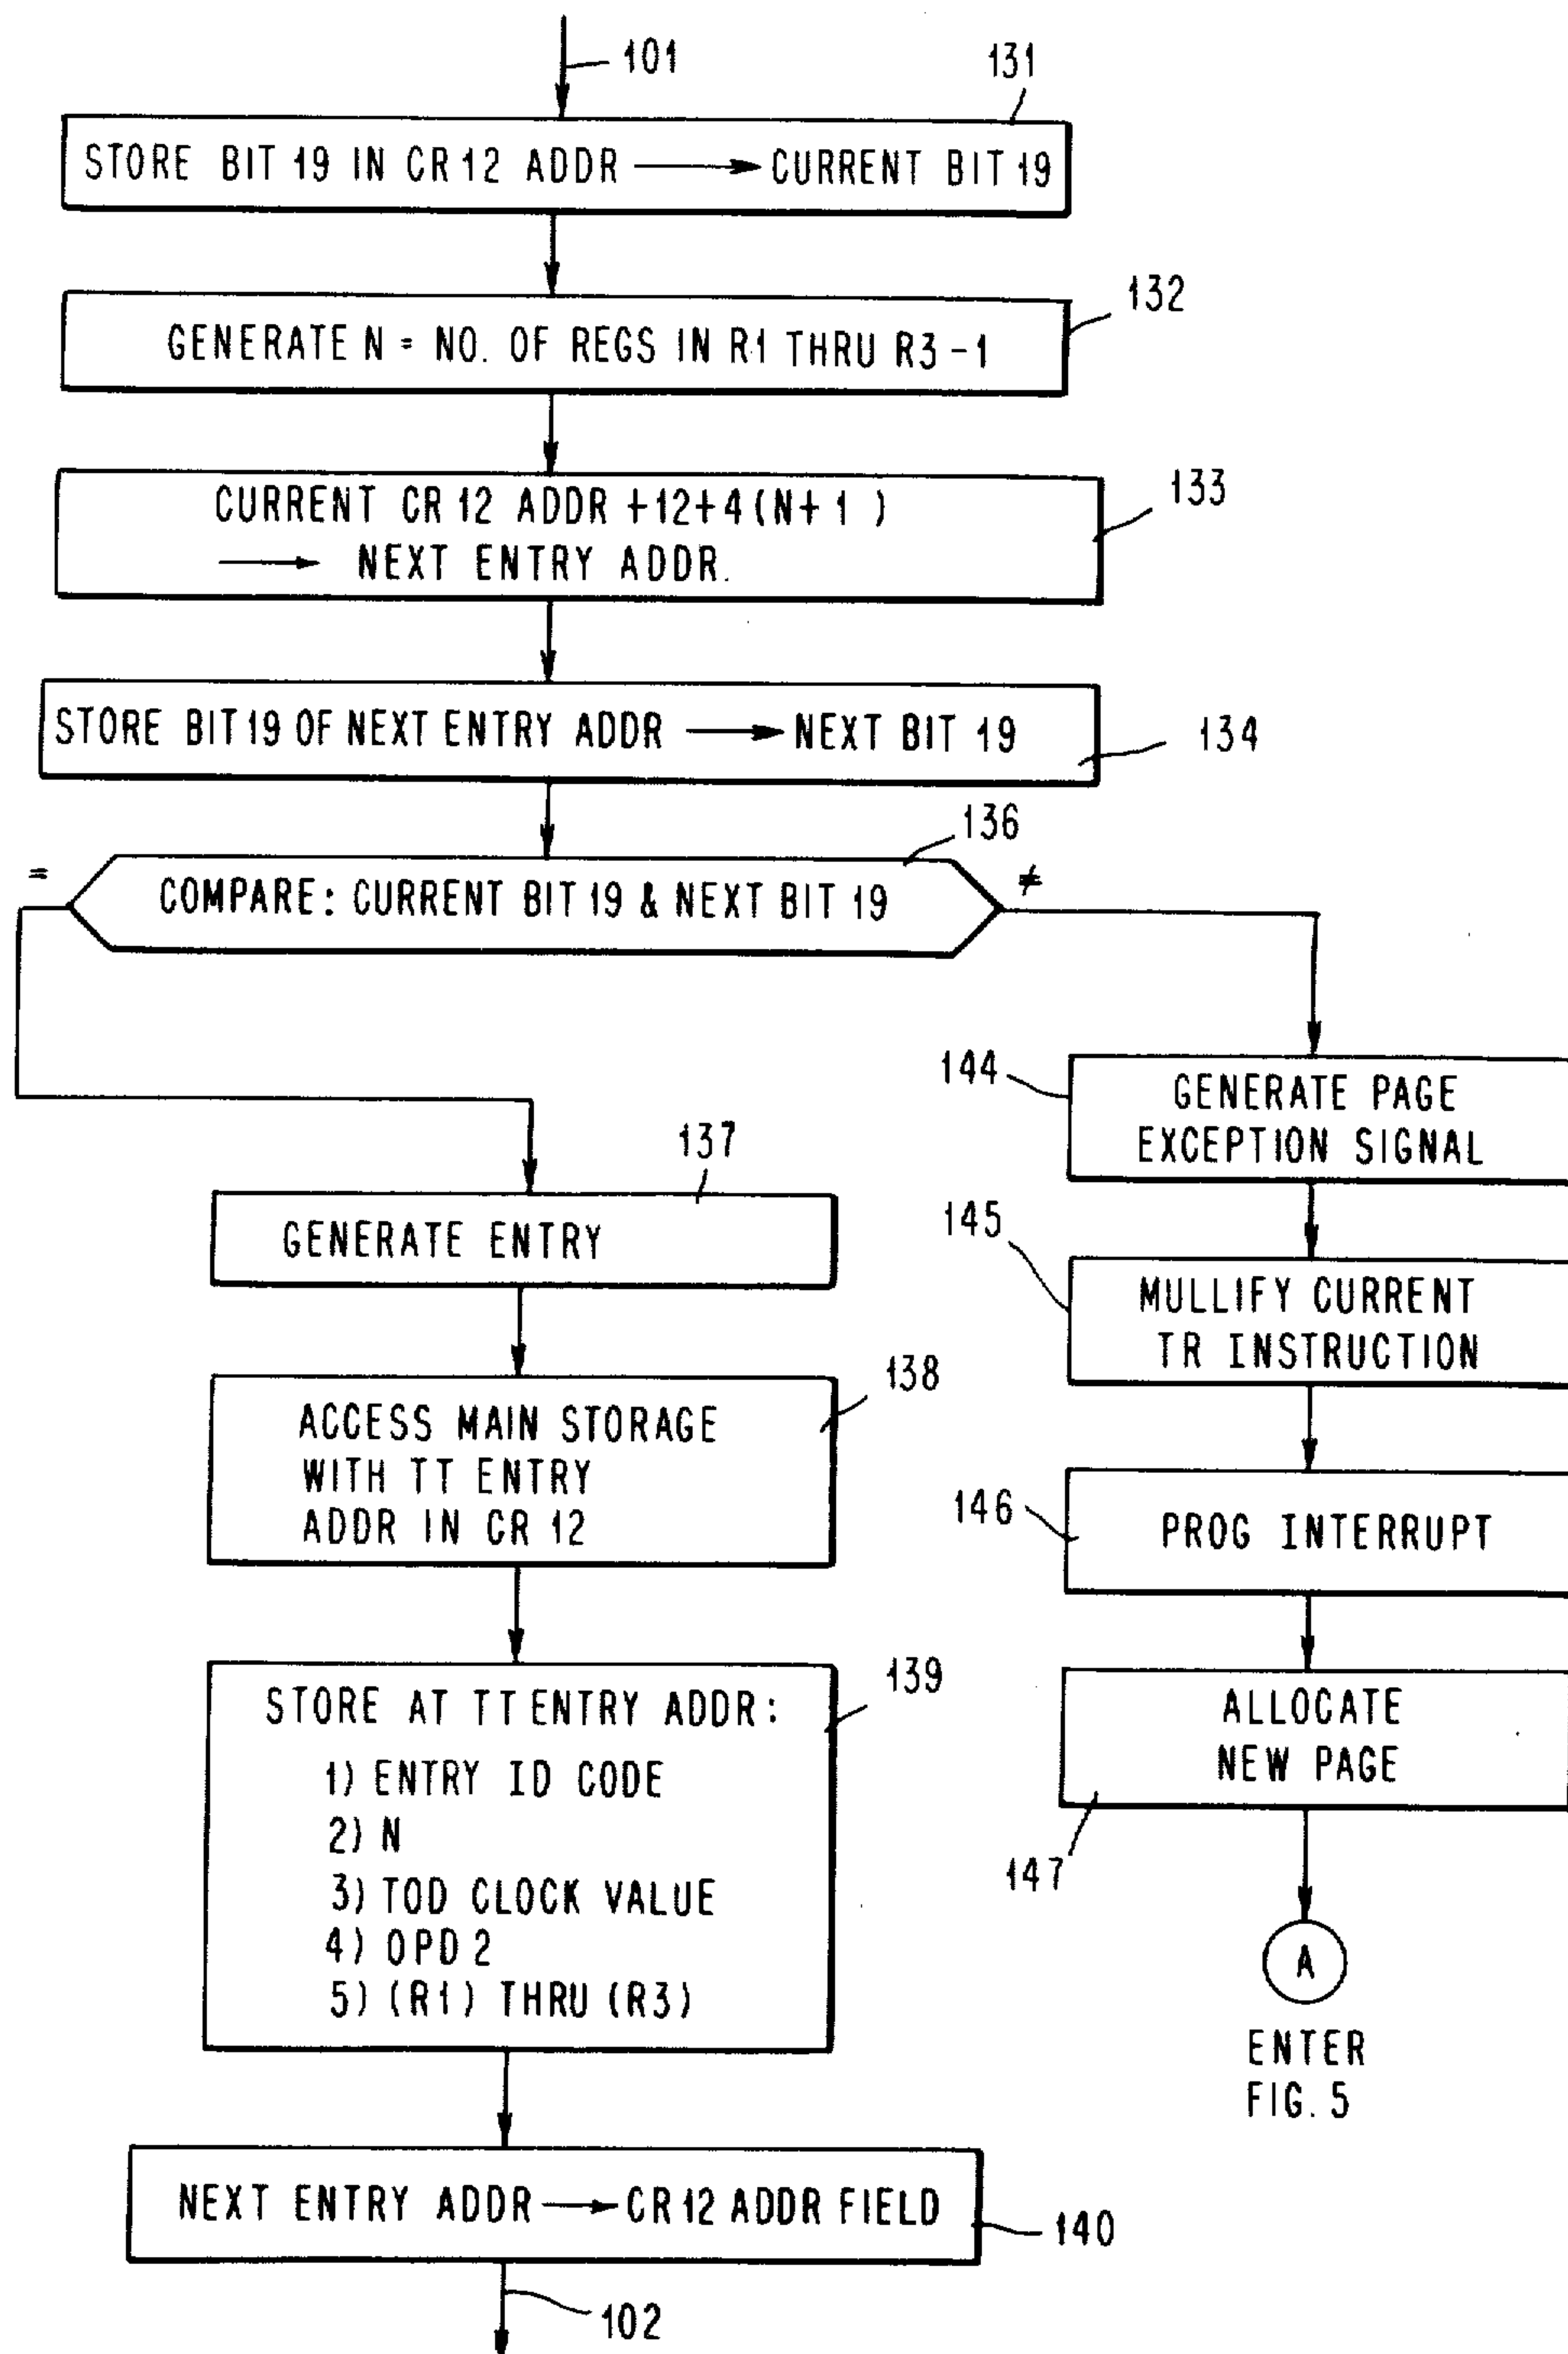 101
131
STORE BIT 19 IN CR 12 ADDR → CURRENT BIT 19
132
GENERATE N = NO. OF REGS IN R1 THRU R3-1
133
CURRENT CR 12 ADDR +12+4(N+1)
→ NEXT ENTRY ADDR.
STORE BIT 19 OF NEXT ENTRY ADDR → NEXT BIT 19
134
136
= COMPARE: CURRENT BIT 19 & NEXT BIT 19 ≠
144
GENERATE PAGE
EXCEPTION SIGNAL
137
GENERATE ENTRY
145
MULLIFY CURRENT
TR INSTRUCTION
138
ACCESS MAIN STORAGE
WITH TT ENTRY
ADDR IN CR 12
146
PROG INTERRUPT
139
STORE AT TT ENTRY ADDR:
1) ENTRY ID CODE
2) N
3) TOD CLOCK VALUE
4) OPD 2
5) (R1) THRU (R3)
ALLOCATE
NEW PAGE
147
A
ENTER
FIG. 5
NEXT ENTRY ADDR → CR 12 ADDR FIELD
140
102